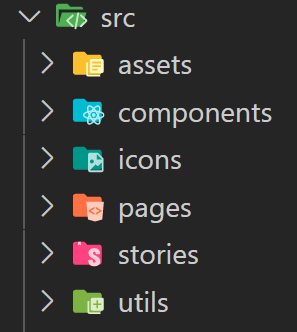 src
assets
components
icons
pages
stories
utils